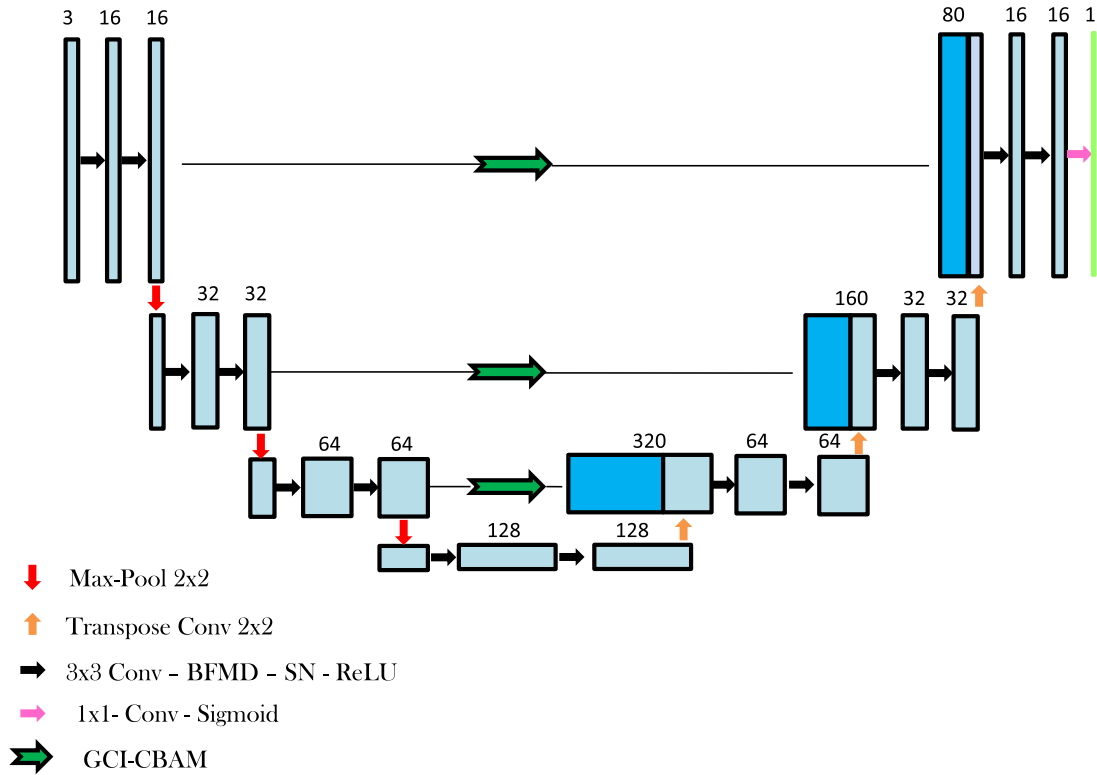 3 16 16 80 16 16 1
32 32 160 32 32
64 64 320 64 64
128 128
Max-Pool 2x2
Transpose Conv 2x2
3x3 Conv – BFMD – SN - ReLU
1x1- Conv - Sigmoid
GCI-CBAM